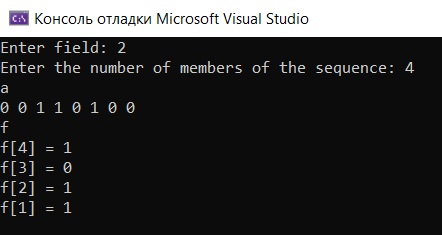 C:\ Консоль отладки Microsoft Visual Studio
Enter field: 2
Enter the number of members of the sequence: 4
a
0 0 1 1 0 1 0 0
f
f[4] = 1
f[3] = 0
f[2] = 1
f[1] = 1